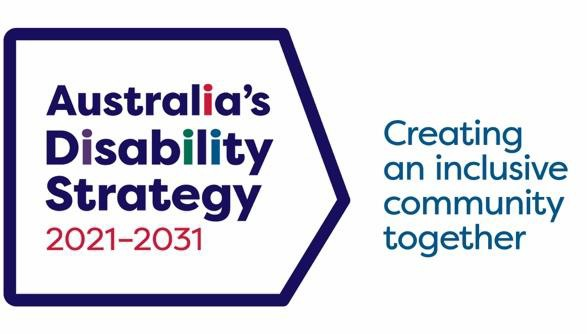 Australia's
Disability
Strategy
2021–2031
Creating
an inclusive
community
together